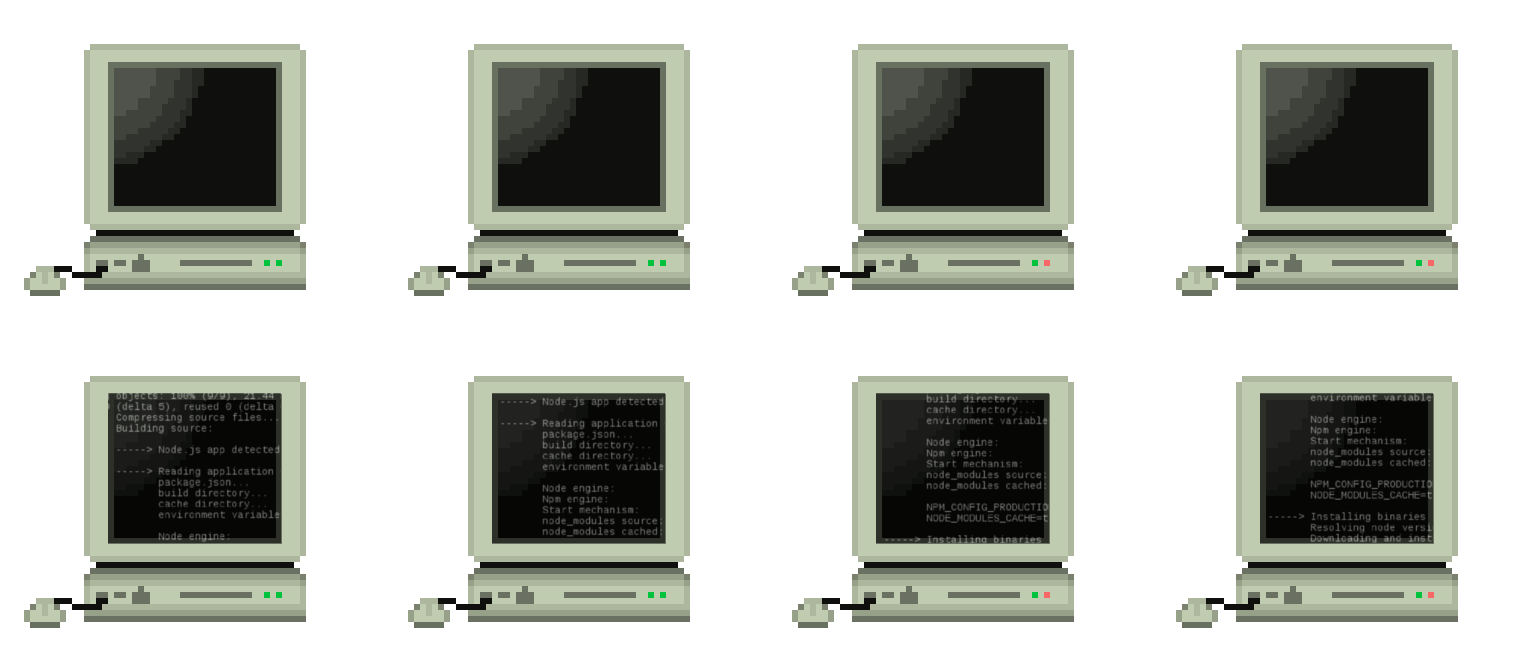 objects: 100% (9/9), 21.44
(delta 5), reused 0 (delta
Compressing source files...
Building source:
-----> Node.js app detected
-----> Reading application
package.json...
build directory...
cache directory...
environment variable
Node engine:
-----> Node.js app detected
-----> Reading application
package.json...
build directory...
cache directory...
environment variable
Node engine:
Npm engine:
Start mechanism:
node_modules source:
node_modules cached:
build directory...
cache directory...
environment variable
Node engine:
Npm engine:
Start mechanism:
node_modules source:
node_modules cached:
NPM_CONFIG_PRODUCTIO
NODE_MODULES_CACHE=t
-----> Installing binaries
environment variable
Node engine:
Npm engine:
Start mechanism:
node_modules source:
node_modules cached:
NPM_CONFIG_PRODUCTIO
NODE_MODULES_CACHE=t
-----> Installing binaries
Resolving node versi
Downloading and inst